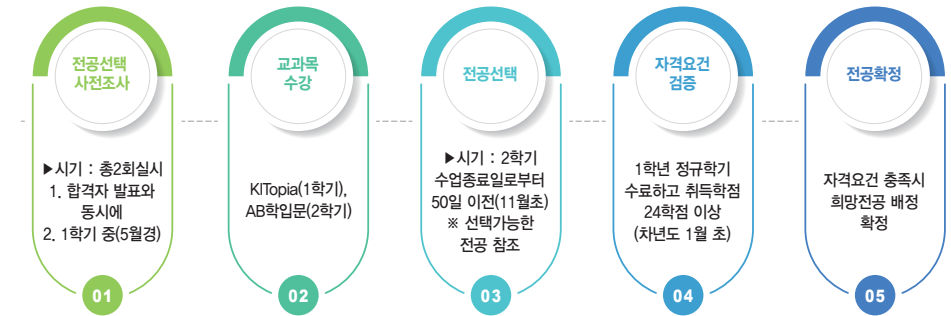 전공선택
사전조사
▶시기 : 총2회실시
1. 합격자 발표와
동시에
2. 1학기 중(5월경)
01
교과목
수강
KITopia(1학기),
AB학입문(2학기)
02
전공선택
▶시기 : 2학기
수업종료일로부터
50일 이전(11월초)
※ 선택가능한
전공 참조
03
자격요건
검증
1학년 정규학기
수료하고 취득학점
24학점 이상
(차년도 1월 초)
04
전공확정
자격요건 충족시
희망전공 배정
확정
05